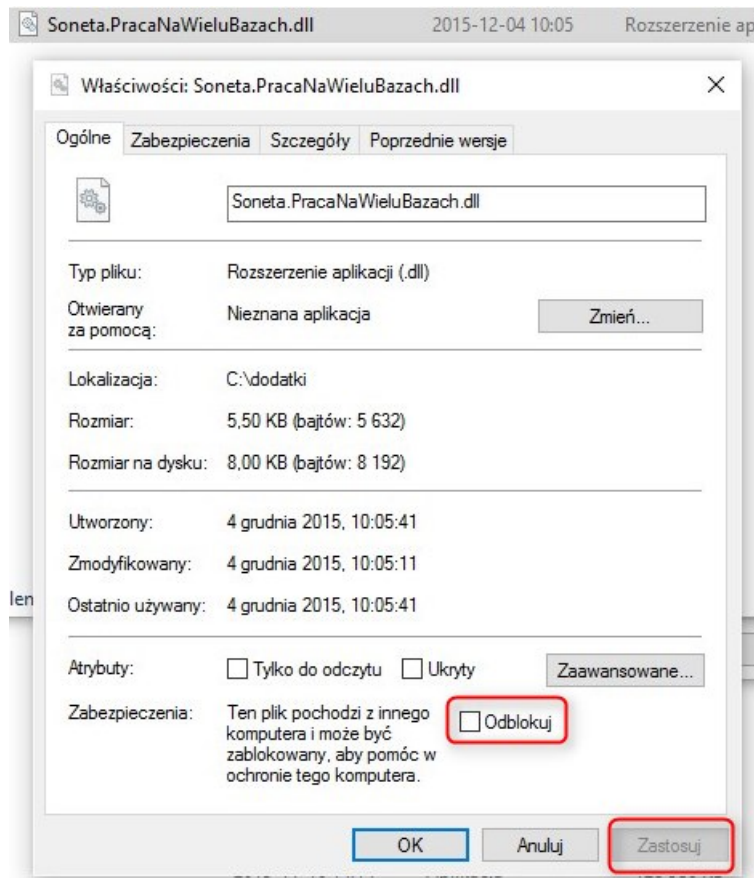 Soneta.PracaNaWieluBazach.dll 2015-12-04 10:05 Rozszerzenie ap
Właściwości: Soneta.PracaNaWieluBazach.dll
Ogólne Zabezpieczenia Szczegóły Poprzednie wersje
Soneta.PracaNaWieluBazach.dll
Typ pliku: Rozszerzenie aplikacji (.dll)
Otwierany
za pomocą: Nieznana aplikacja Zmień...
Lokalizacja: C:\dodatki
Rozmiar: 5,50 KB (bajtów: 5 632)
Rozmiar na dysku: 8,00 KB (bajtów: 8 192)
Utworzony: 4 grudnia 2015, 10:05:41
Zmodyfikowany: 4 grudnia 2015, 10:05:11
len
Ostatnio używany: 4 grudnia 2015, 10:05:41
Atrybuty: Tylko do odczytu Ukryty Zaawansowane...
Zabezpieczenia: Ten plik pochodzi z innego
komputera i może być
zablokowany, aby pomóc w
ochronie tego komputera.
Odblokuj
OK Anuluj Zastosuj